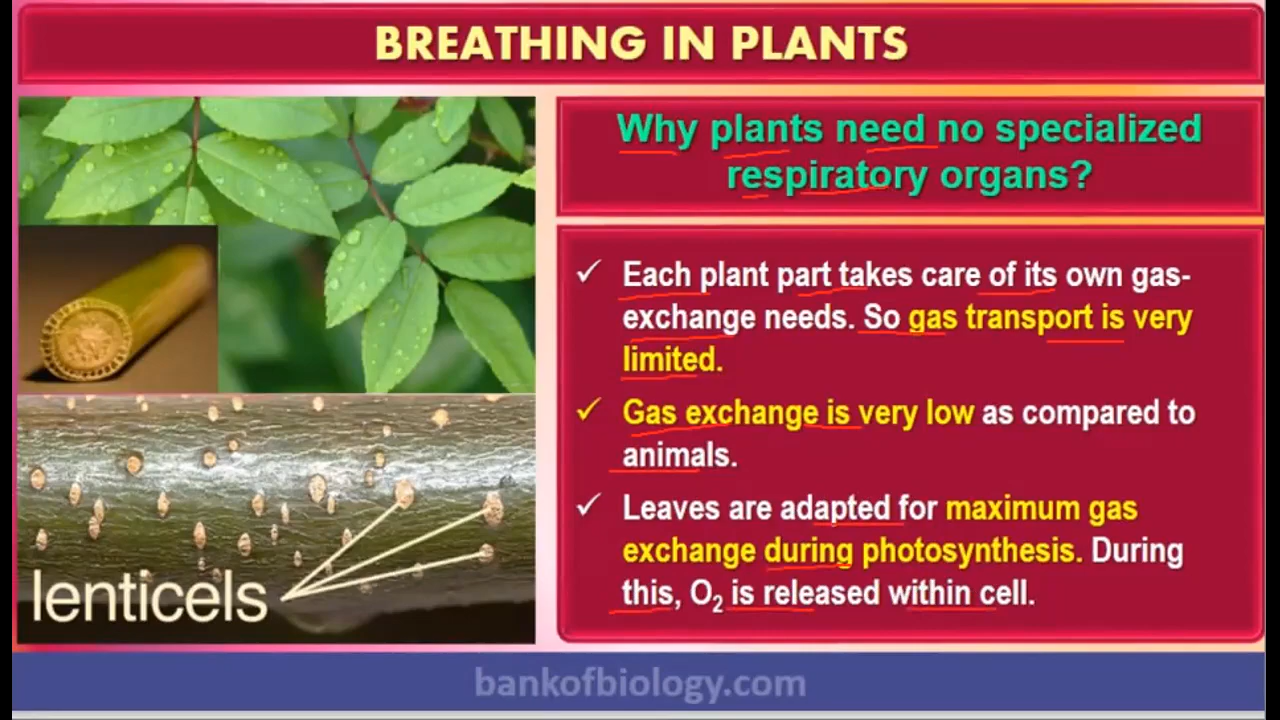 BREATHING IN PLANTS
Why plants need no specialized
respiratory organs?
✓ Each plant part takes care of its own gas-
exchange needs. So gas transport is very
limited.
✓ Gas exchange is very low as compared to
animals.
✓ Leaves are adapted for maximum gas
exchange during photosynthesis. During
this, O₂ is released within cell.
lenticels
bankofbiology.com